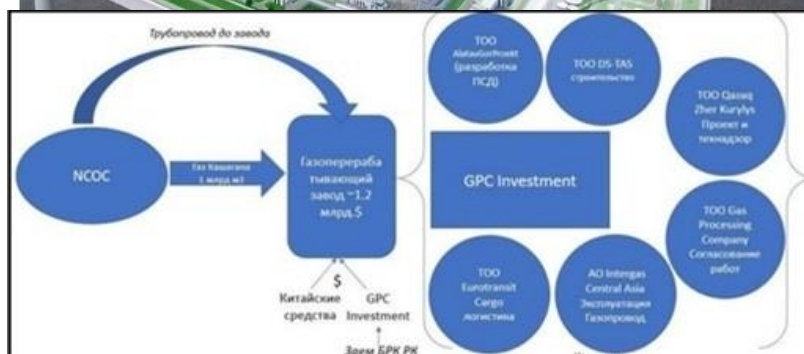 Трубопровод до завода
NCOC
Газ Кашагана
1 млрд м3
Газоперераба
тывающий
завод ~1,2
млрд.$
$
Китайские
средства
GPC
Investment
Заем БРК РК
ТОО
AlatauGorProekt
(разработка
ПСД)
ТОО DS-TAS
строительство
ТОО Qazaq
Zher Kurylys
Проект и
технадзор
GPC Investment
ТОО Gas
Processing
Company
Согласование
работ
ТОО
Eurotransit
Cargo
логистика
АО Intergas
Central Asia
Эксплуатация
Газопровод